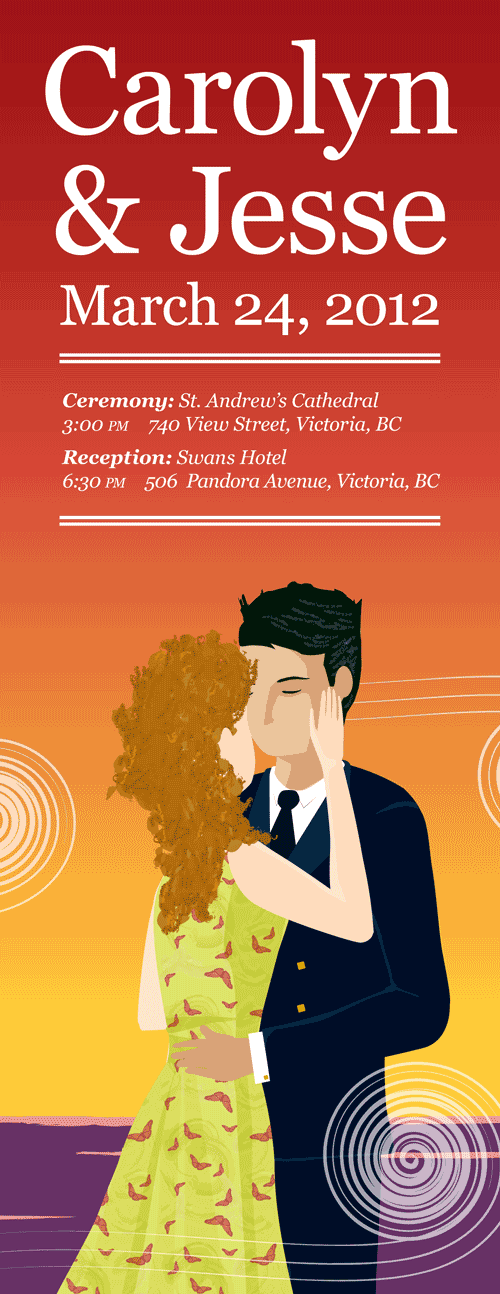 Carolyn
& Jesse
March 24, 2012
Ceremony: St. Andrew's Cathedral
3:00 PM 740 View Street, Victoria, BC
Reception: Swans Hotel
6:30 PM 506 Pandora Avenue, Victoria, BC